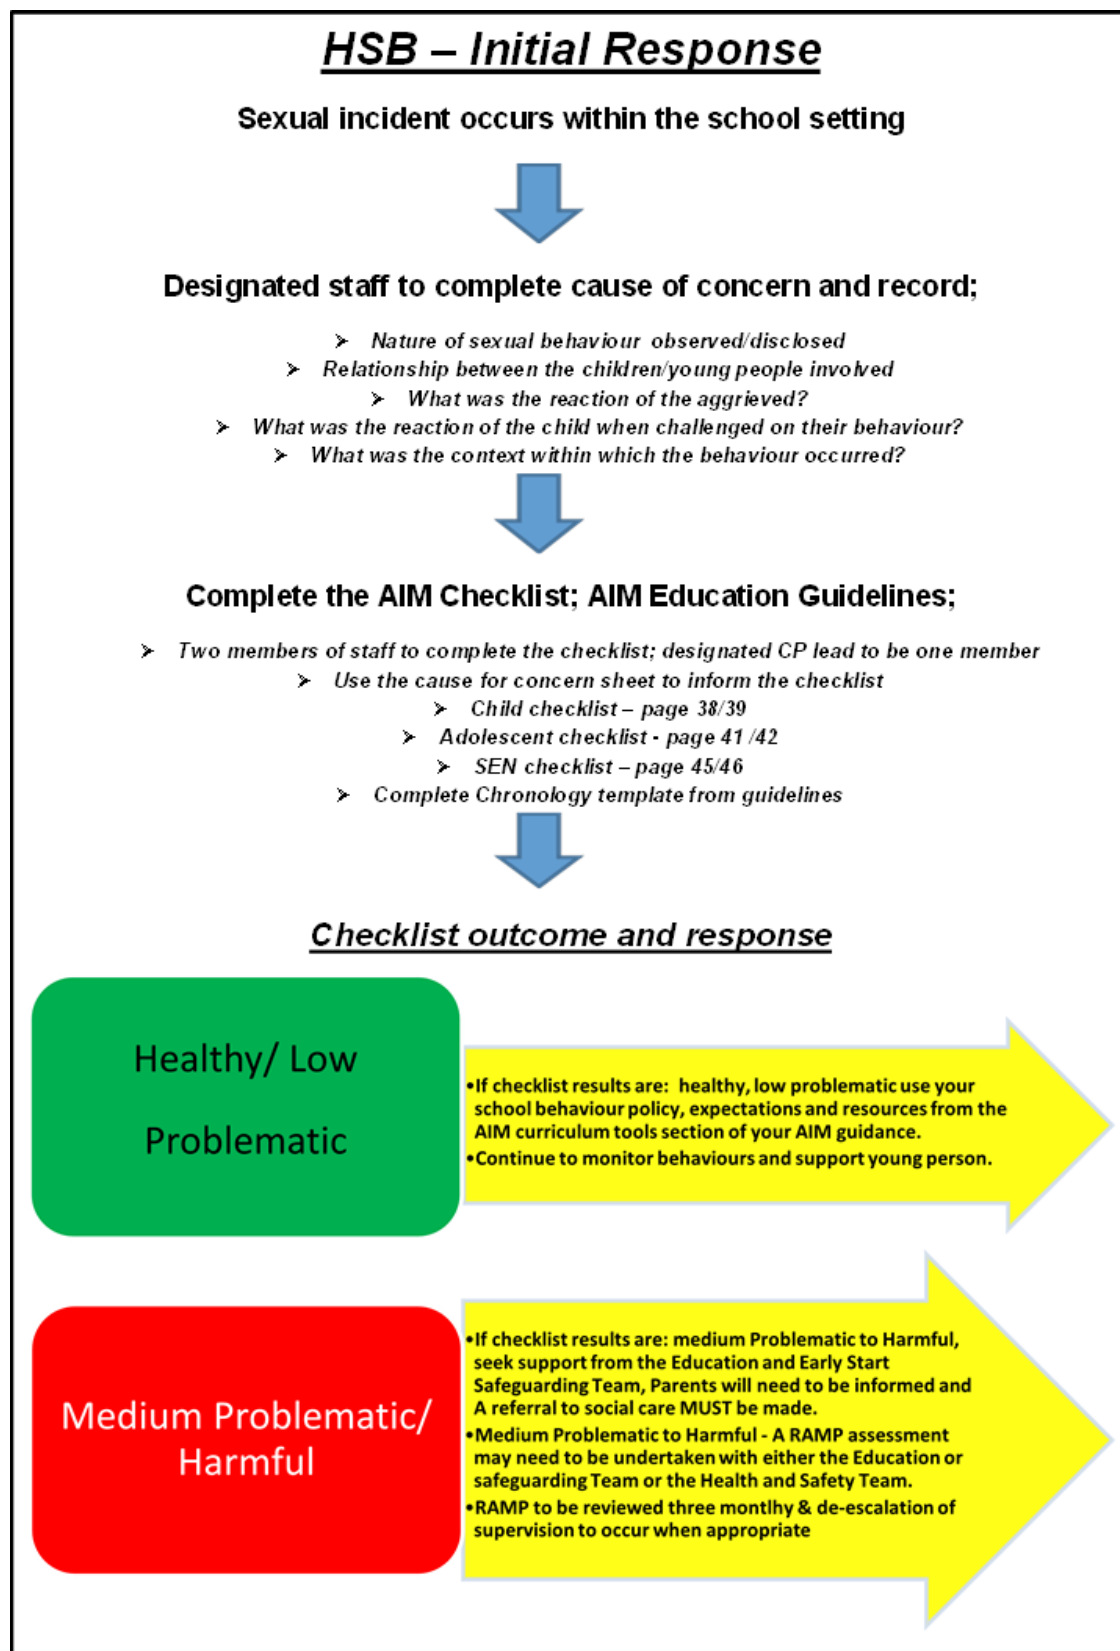 HSB – Initial Response
Sexual incident occurs within the school setting
Designated staff to complete cause of concern and record;
➢ Nature of sexual behaviour observed/disclosed
➢ Relationship between the children/young people involved
➢ What was the reaction of the aggrieved?
➢ What was the reaction of the child when challenged on their behaviour?
➢ What was the context within which the behaviour occurred?
Complete the AIM Checklist; AIM Education Guidelines;
➢ Two members of staff to complete the checklist; designated CP lead to be one member
➢ Use the cause for concern sheet to inform the checklist
➢ Child checklist – page 38/39
➢ Adolescent checklist - page 41 /42
➢ SEN checklist – page 45/46
➢ Complete Chronology template from guidelines
Checklist outcome and response
Healthy/ Low
Problematic
•If checklist results are: healthy, low problematic use your
school behaviour policy, expectations and resources from the
AIM curriculum tools section of your AIM guidance.
•Continue to monitor behaviours and support young person.
Medium Problematic/
Harmful
•If checklist results are: medium Problematic to Harmful,
seek support from the Education and Early Start
Safeguarding Team, Parents will need to be informed and
A referral to social care MUST be made.
•Medium Problematic to Harmful - A RAMP assessment
may need to be undertaken with either the Education or
safeguarding Team or the Health and Safety Team.
•RAMP to be reviewed three montlhy & de-escalation of
supervision to occur when appropriate